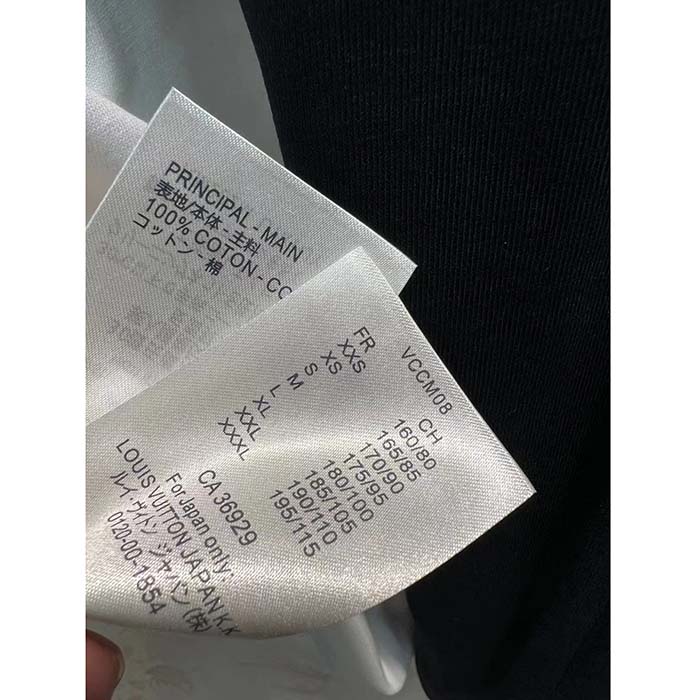 PRINCIPAL - MAIN
表地/本体 - 主料
100% COTON - CO
コットン - 棉
VCCM08
FR CH
XXS 160/80
XS 165/85
S 170/90
M 175/95
L 180/100
XL 185/105
XXL 190/110
XXXL 195/115
CA 36929
For Japan only:
LOUIS VUITTON JAPAN K.K
ルイ・ヴィトン ジャパン(株)
0120-00-1854